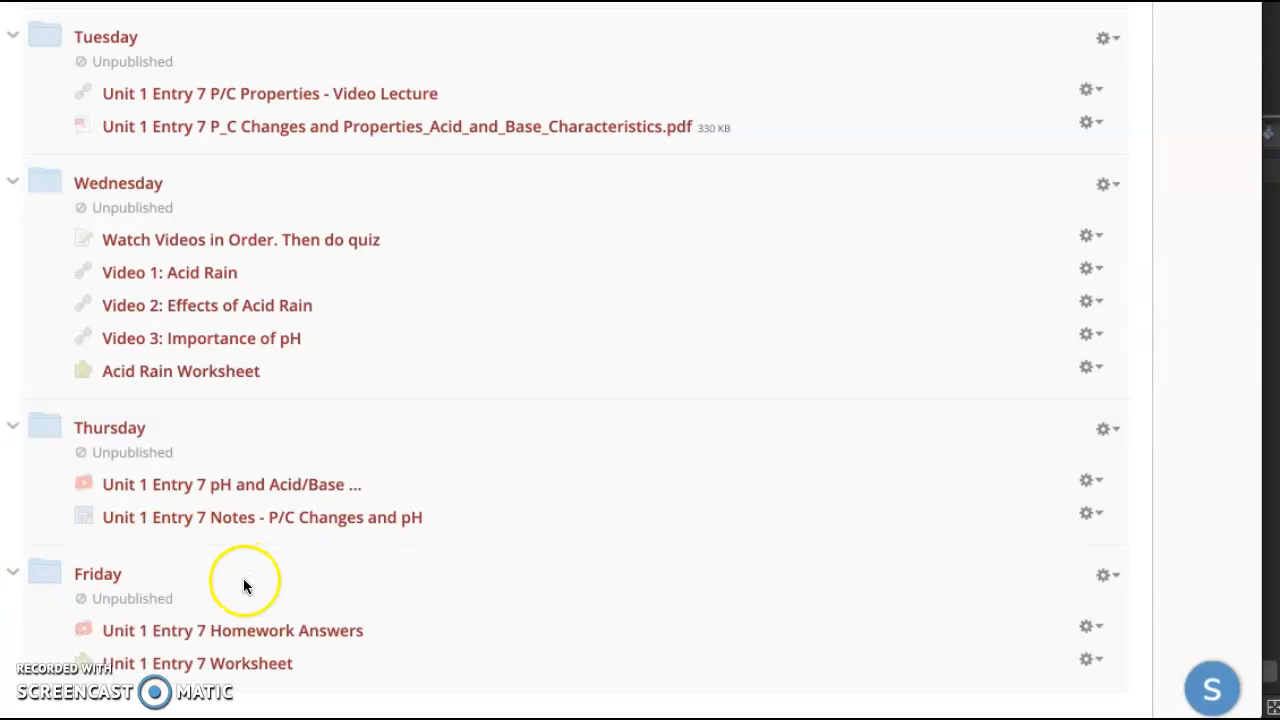 Tuesday
Unpublished
Unit 1 Entry 7 P/C Properties - Video Lecture
Unit 1 Entry 7 P_C Changes and Properties_Acid_and_Base_Characteristics.pdf 330 KB
Wednesday
Unpublished
Watch Videos in Order. Then do quiz
Video 1: Acid Rain
Video 2: Effects of Acid Rain
Video 3: Importance of pH
Acid Rain Worksheet
Thursday
Unpublished
Unit 1 Entry 7 pH and Acid/Base ...
Unit 1 Entry 7 Notes - P/C Changes and pH
Friday
Unpublished
Unit 1 Entry 7 Homework Answers
Unit 1 Entry 7 Worksheet
RECORDED WITH
SCREENCAST MATIC
S